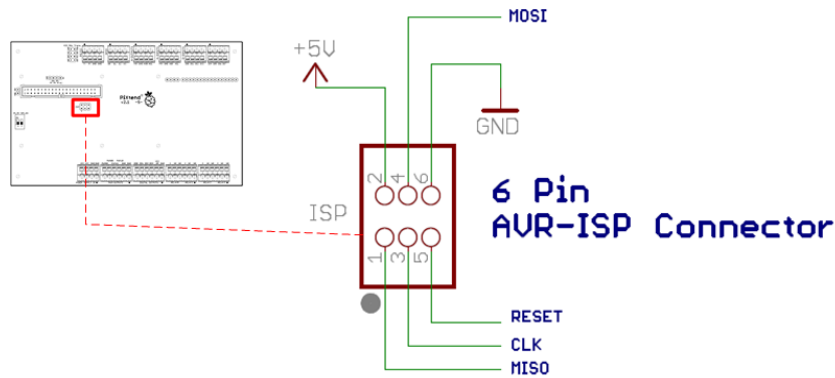 MOSI
+5V
GND
2 4 6
ISP
1 3 5
6 Pin
AVR-ISP Connector
RESET
CLK
MISO